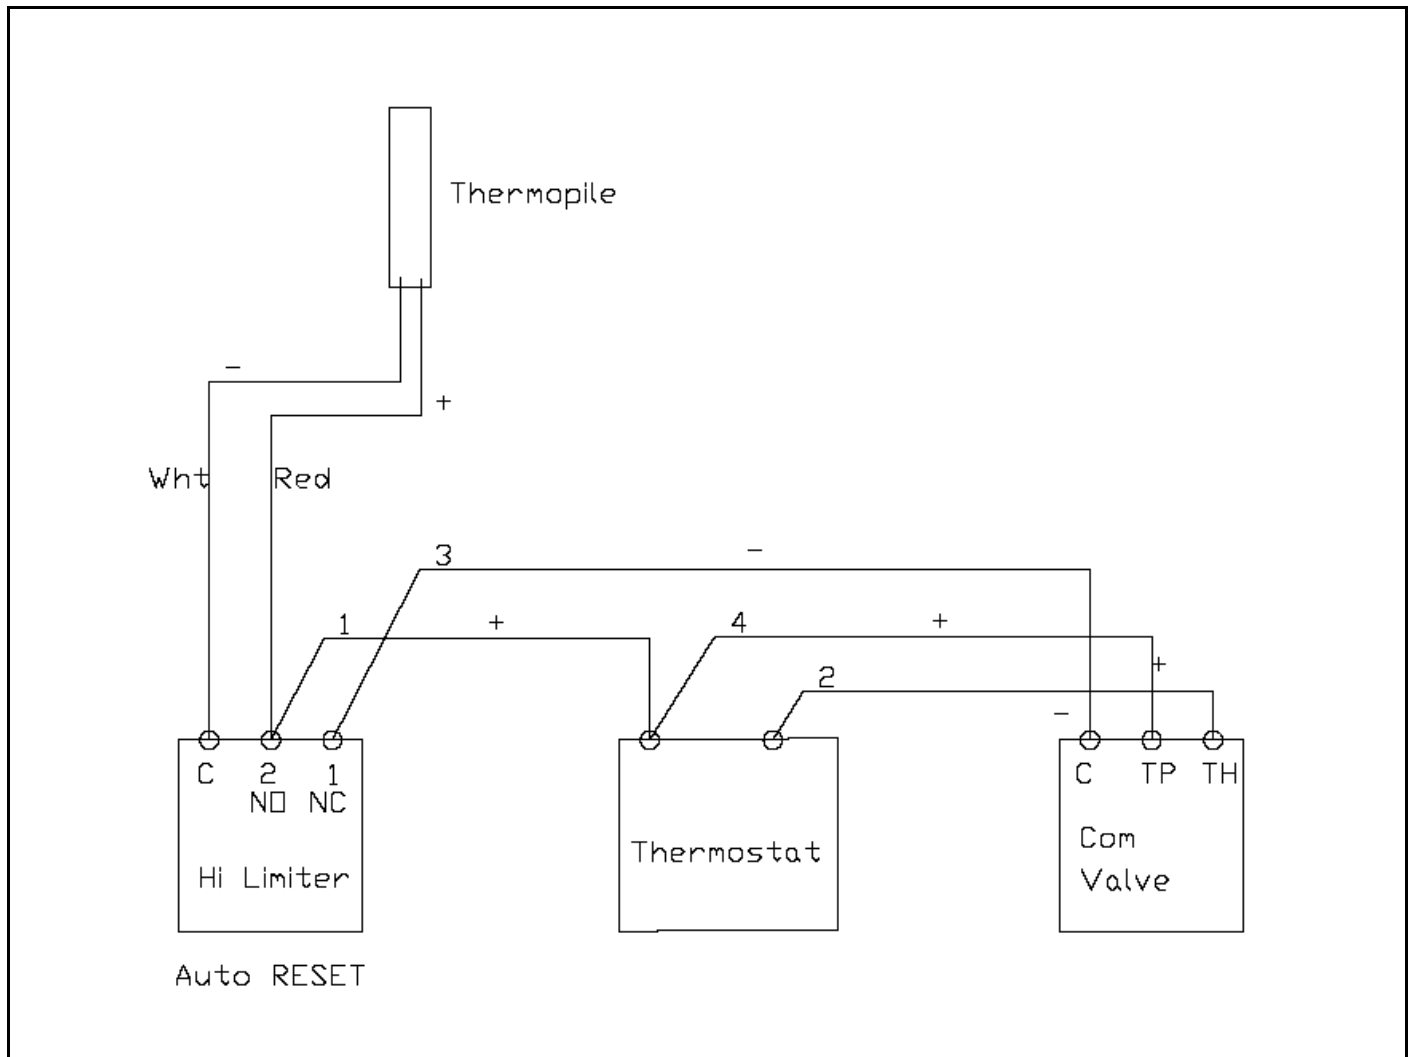 Thermopile
-
+
Wht Red
3 -
1 + 4 +
+
2
-
C 2 1 C TP TH
NO NC
Com
Thermostat
Hi Limiter Valve
Auto RESET